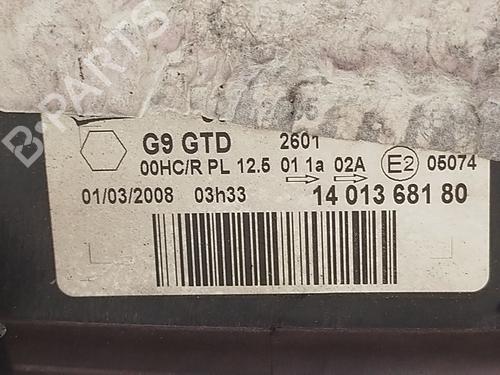 B-PARTS
G9 GTD 2601
00HC/R PL 12.5 01 1a 02A E2 05074
01/03/2008 03h33 14 013 681 80